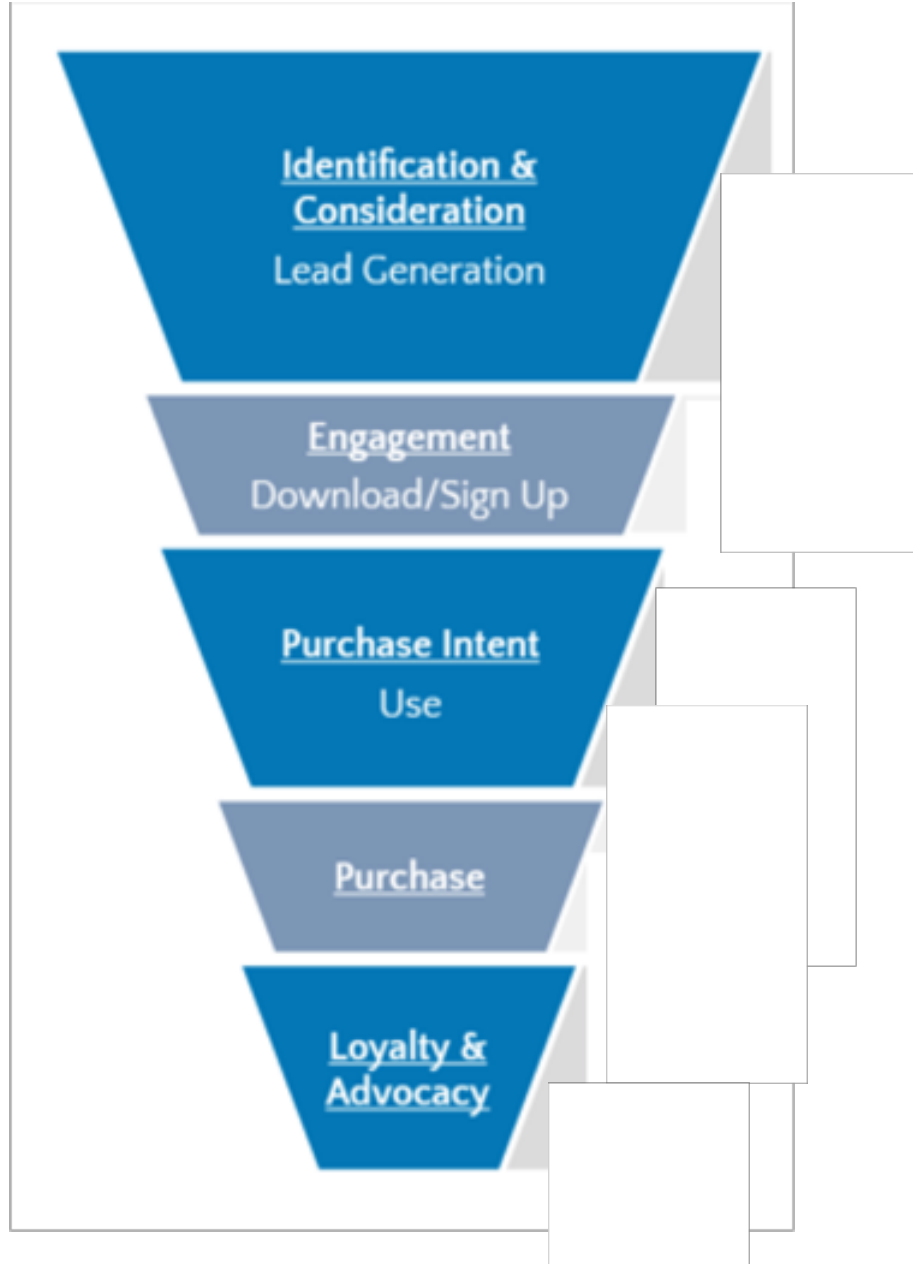 Identification &
Consideration
Lead Generation
Engagement
Download/Sign Up
Purchase Intent
Use
Purchase
Loyalty &
Advocacy